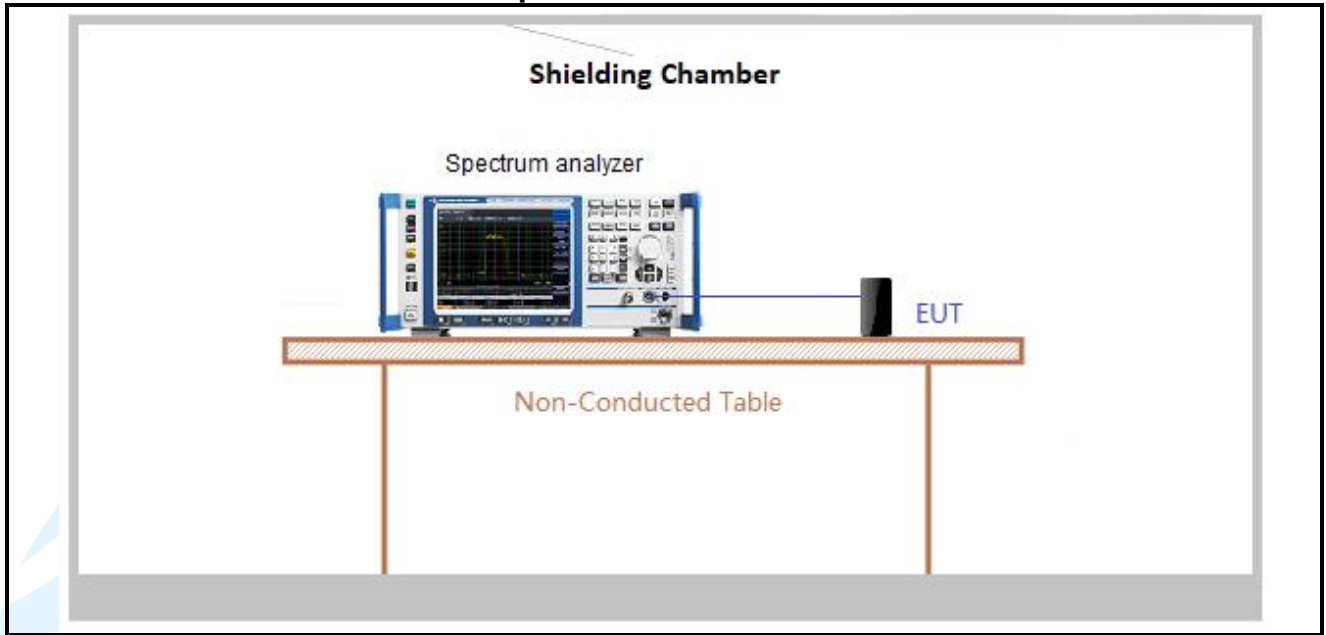 Shielding Chamber
Spectrum analyzer
EUT
Non-Conducted Table